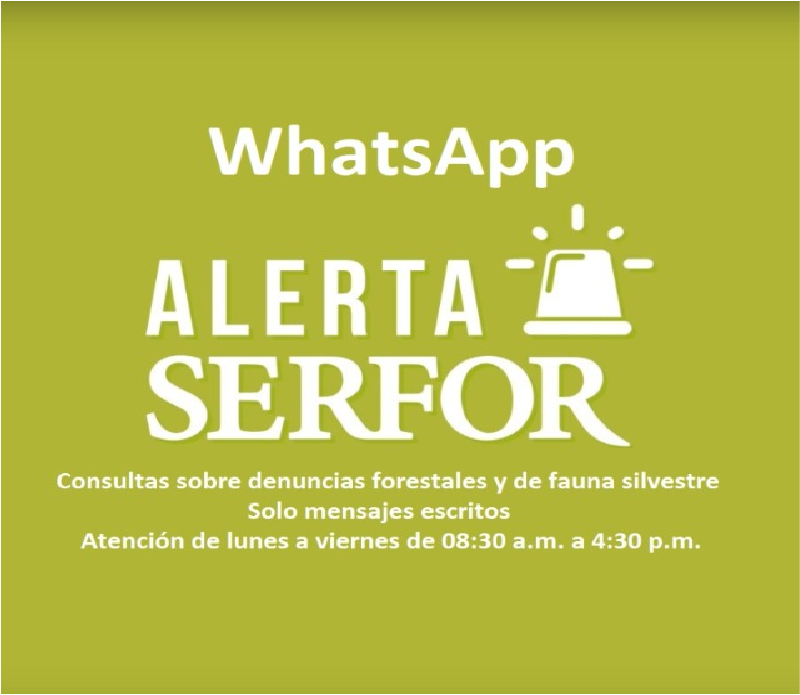 WhatsApp
ALERTA
SERFOR
Consultas sobre denuncias forestales y de fauna silvestre
Solo mensajes escritos
Atención de lunes a viernes de 08:30 a.m. a 4:30 p.m.